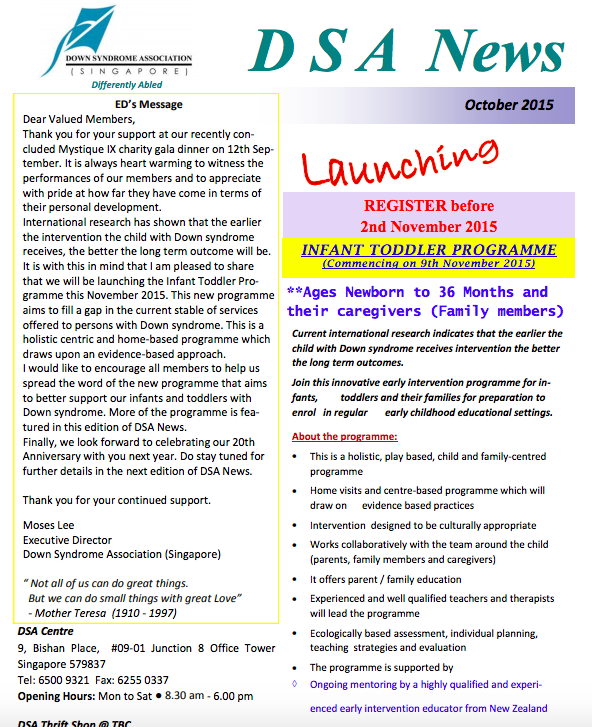 DOWN SYNDROME ASSOCIATION
(SINGAPORE)
Differently Abled
DSA News
October 2015
ED's Message
Dear Valued Members,
Thank you for your support at our recently con-
cluded Mystique IX charity gala dinner on 12th Sep-
tember. It is always heart warming to witness the
performances of our members and to appreciate
with pride at how far they have come in terms of
their personal development.
International research has shown that the earlier
the intervention the child with Down syndrome
receives, the better the long term outcome will be.
It is with this in mind that I am pleased to share
that we will be launching the Infant Toddler Pro-
gramme this November 2015. This new programme
aims to fill a gap in the current stable of services
offered to persons with Down syndrome. This is a
holistic centric and home-based programme which
draws upon an evidence-based approach.
I would like to encourage all members to help us
spread the word of the new programme that aims
to better support our infants and toddlers with
Down syndrome. More of the programme is fea-
tured in this edition of DSA News.
Finally, we look forward to celebrating our 20th
Anniversary with you next year. Do stay tuned for
further details in the next edition of DSA News.
Thank you for your continued support.
Moses Lee
Executive Director
Down Syndrome Association (Singapore)
" Not all of us can do great things.
But we can do small things with great Love"
- Mother Teresa (1910 - 1997)
DSA Centre
9, Bishan Place, #09-01 Junction 8 Office Tower
Singapore 579837
Tel: 6500 9321 Fax: 6255 0337
Opening Hours: Mon to Sat • 8.30 am - 6.00 pm
DSA Thrift Shop @ TBC
Launching
REGISTER before
2nd November 2015
INFANT TODDLER PROGRAMME
(Commencing on 9th November 2015)
**Ages Newborn to 36 Months and
their caregivers (Family members)
Current international research indicates that the earlier the
child with Down syndrome receives intervention the better
the long term outcomes.
Join this innovative early intervention programme for in-
fants, toddlers and their families for preparation to
enrol in regular early childhood educational settings.
About the programme:
• This is a holistic, play based, child and family-centred
programme
• Home visits and centre-based programme which will
draw on evidence based practices
• Intervention designed to be culturally appropriate
• Works collaboratively with the team around the child
(parents, family members and caregivers)
• It offers parent / family education
• Experienced and well qualified teachers and therapists
will lead the programme
• Ecologically based assessment, individual planning,
teaching strategies and evaluation
• The programme is supported by
◊ Ongoing mentoring by a highly qualified and experi-
enced early intervention educator from New Zealand